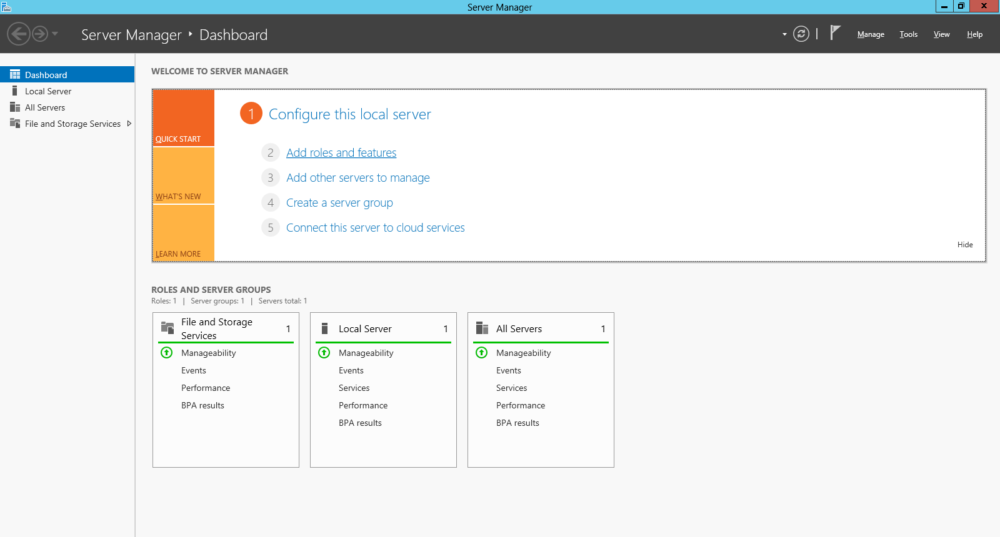 Server Manager
Server Manager ‣ Dashboard
Manage Tools View Help
Dashboard
Local Server
All Servers
File and Storage Services
WELCOME TO SERVER MANAGER
QUICK START
WHAT'S NEW
LEARN MORE
1 Configure this local server
2 Add roles and features
3 Add other servers to manage
4 Create a server group
5 Connect this server to cloud services
Hide
ROLES AND SERVER GROUPS
Roles: 1 | Server groups: 1 | Servers total: 1
File and Storage
Services 1
Manageability
Events
Performance
BPA results
Local Server 1
Manageability
Events
Services
Performance
BPA results
All Servers 1
Manageability
Events
Services
Performance
BPA results